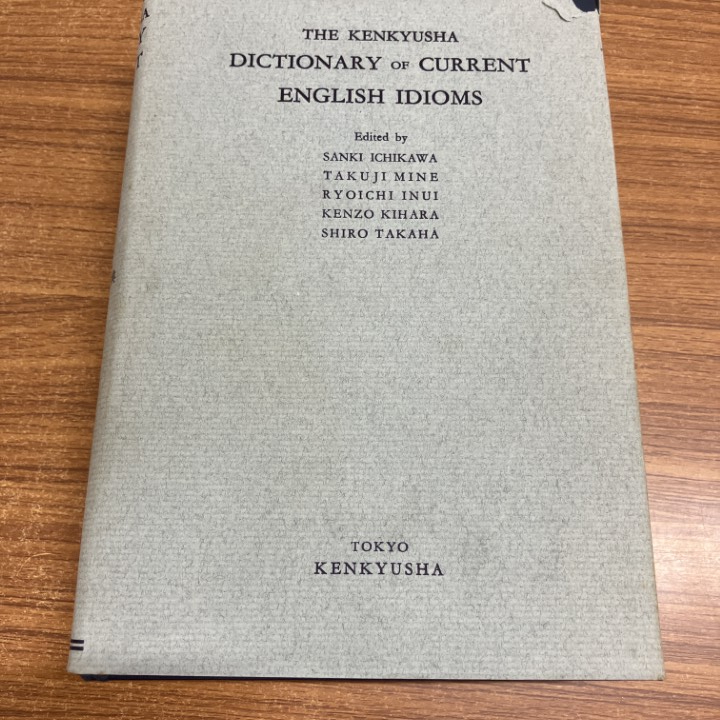 THE KENKYUSHA
DICTIONARY OF CURRENT
ENGLISH IDIOMS
Edited by
SANKI ICHIKAWA
TAKUJI MINE
RYOICHI INUI
KENZO KIHARA
SHIRO TAKAHA
TOKYO
KENKYUSHA